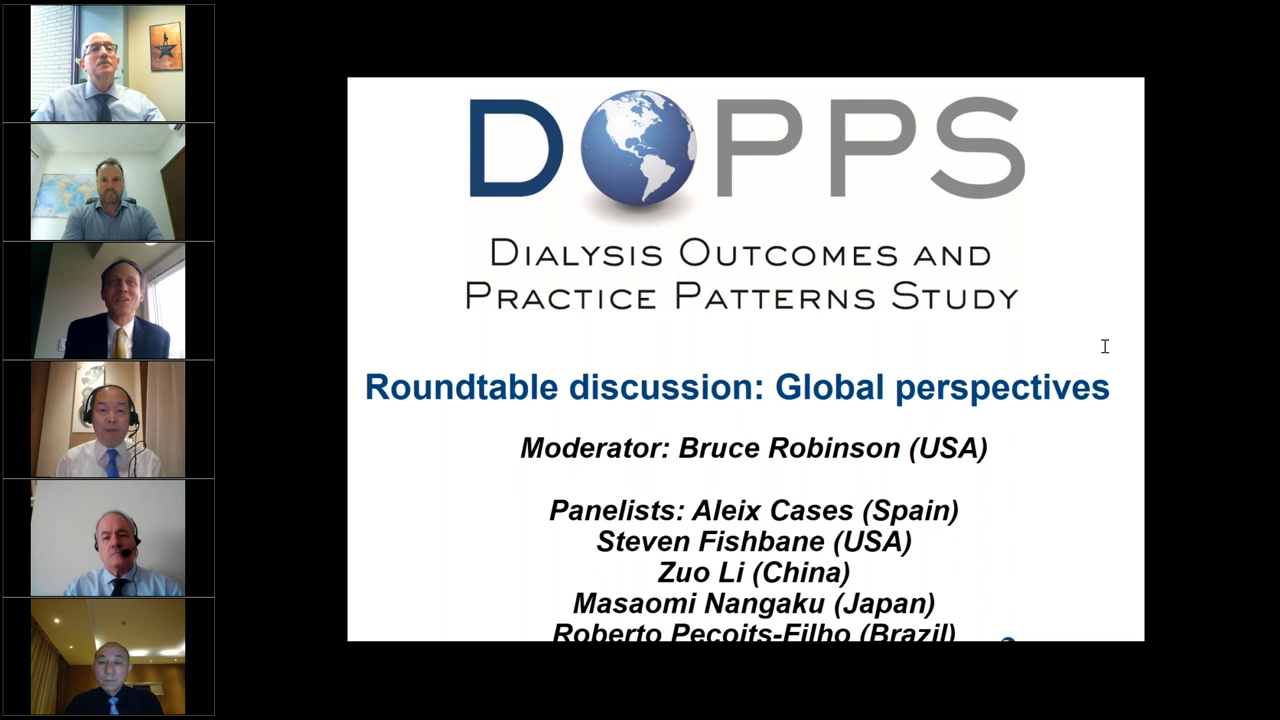 DOPPS
DIALYSIS OUTCOMES AND
PRACTICE PATTERNS STUDY
Roundtable discussion: Global perspectives
Moderator: Bruce Robinson (USA)
Panelists: Aleix Cases (Spain)
Steven Fishbane (USA)
Zuo Li (China)
Masaomi Nangaku (Japan)
Roberto Pecoits-Filho (Brazil)